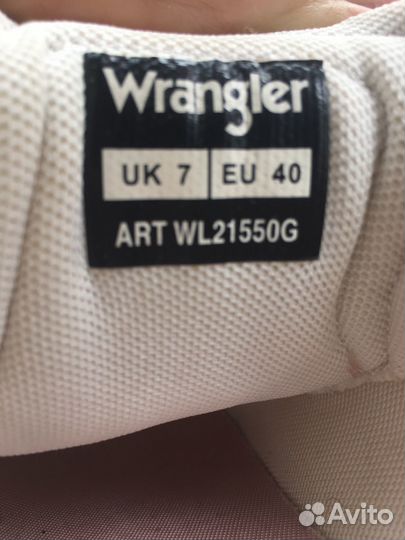 Wrangler
UK 7 EU 40
ART WL21550G
Avito